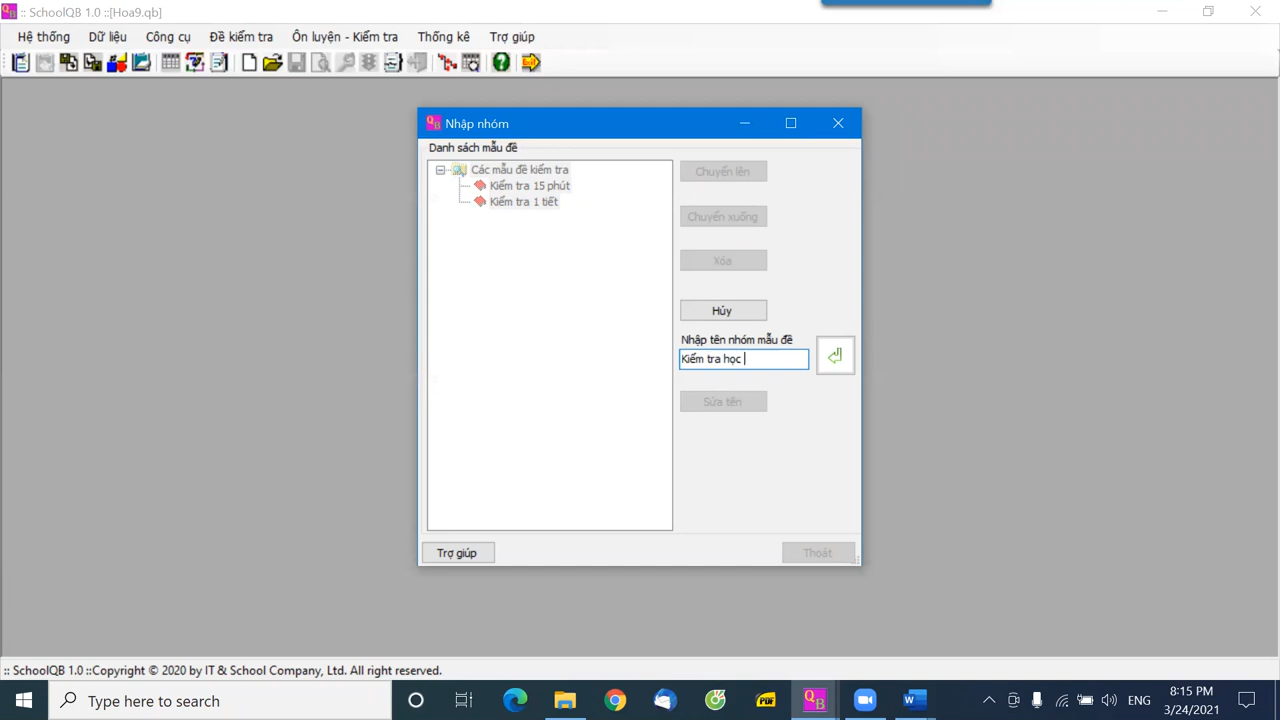 :: SchoolQB 1.0 ::[Hoa9.qb]
Hệ thống Dữ liệu Công cụ Đề kiểm tra Ôn luyện - Kiểm tra Thống kê Trợ giúp
Nhập nhóm
Danh sách mẫu đề
Các mẫu đề kiểm tra
Kiểm tra 15 phút
Kiểm tra 1 tiết
Chuyển lên
Chuyển xuống
Xóa
Hủy
Nhập tên nhóm mẫu đề
Kiểm tra học
Sửa tên
Trợ giúp Thoát
:: SchoolQB 1.0 ::Copyright © 2020 by IT & School Company, Ltd. All right reserved.
Type here to search
PDF
ENG
8:15 PM
3/24/2021